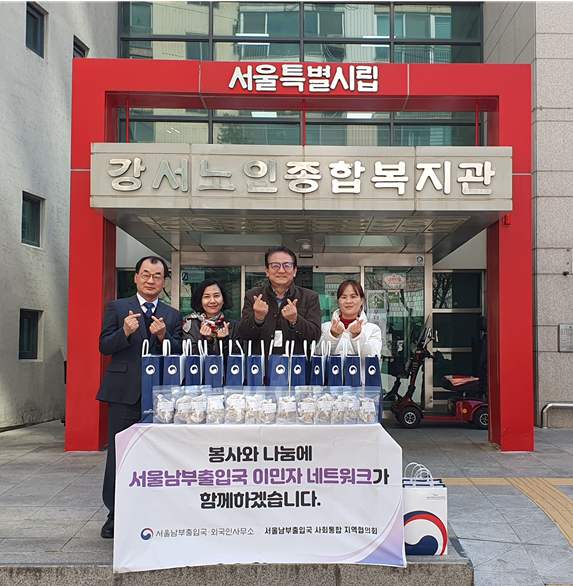 서울특별시립
강서노인종합복지관
봉사와 나눔에
서울남부출입국 이민자 네트워크가
함께하겠습니다.
서울남부출입국·외국인사무소 서울남부출입국 사회통합 지역협의회